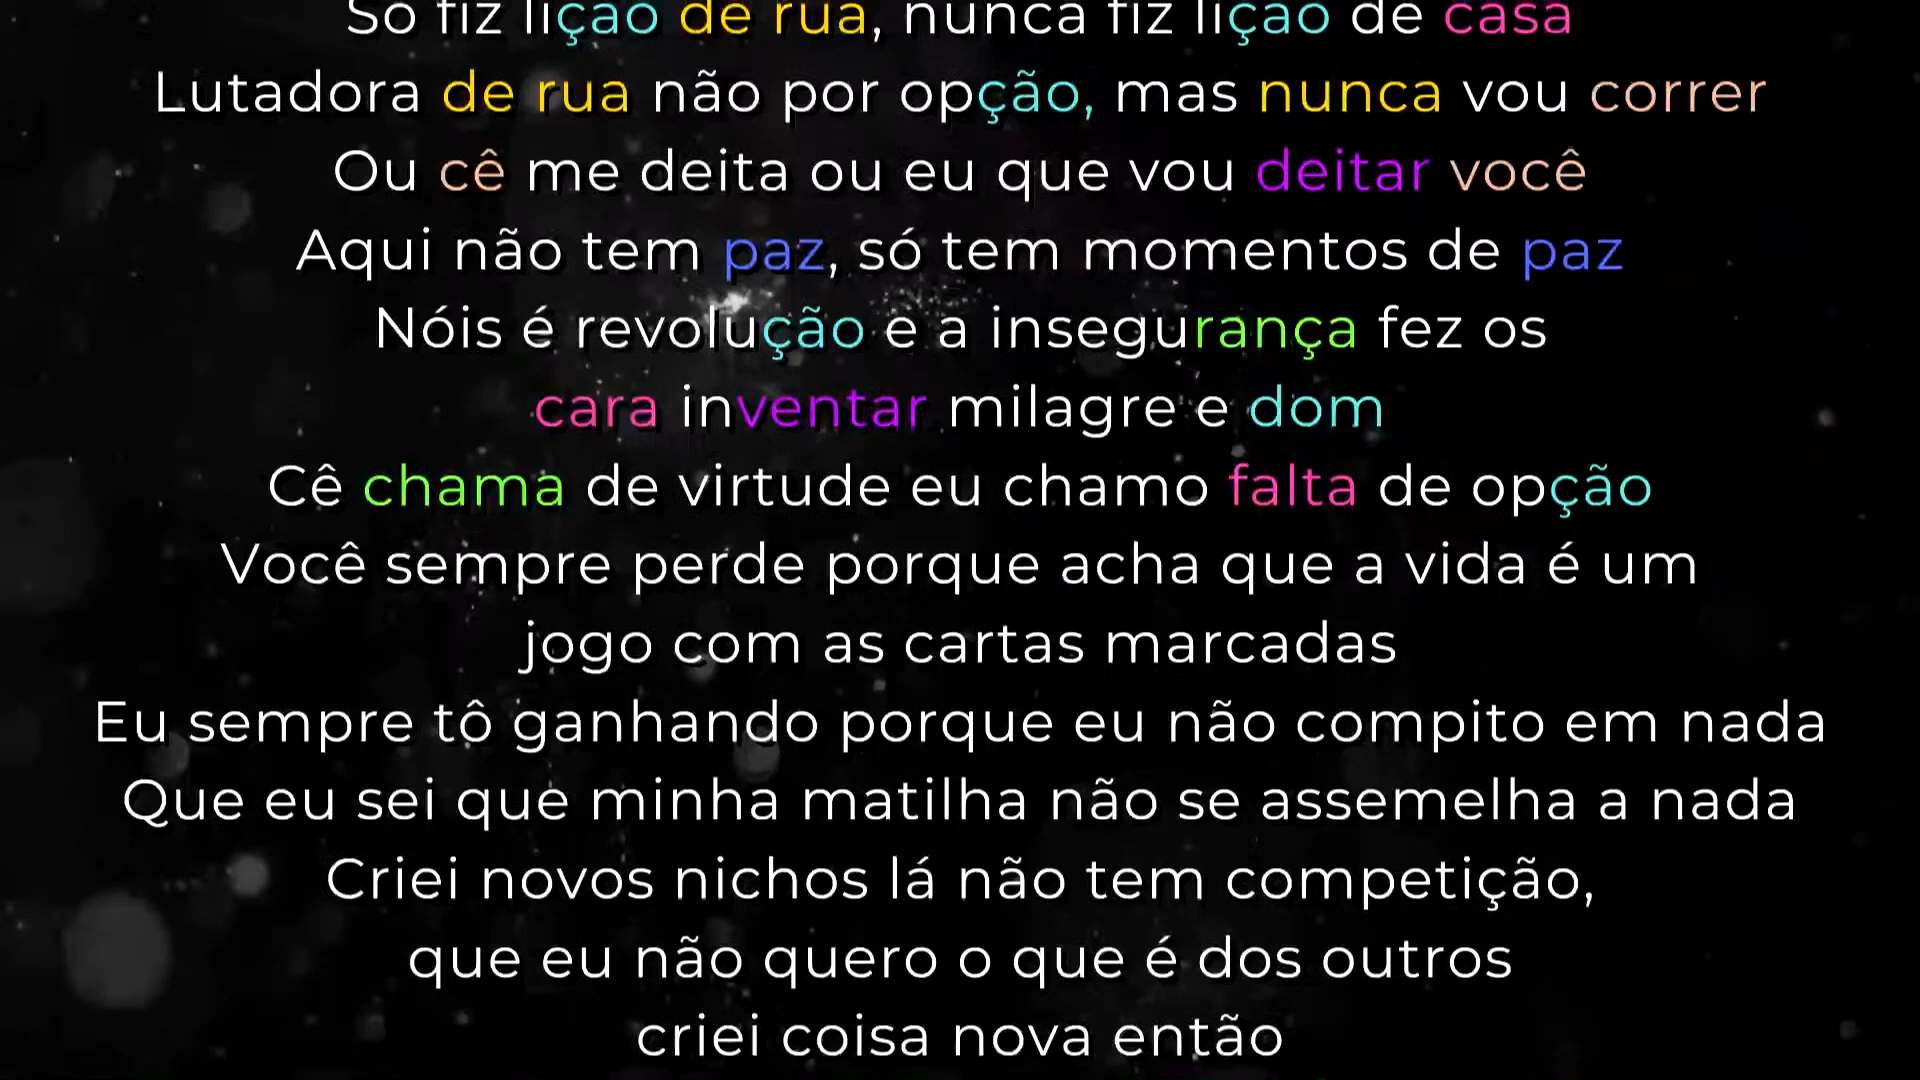 Só fiz lição de rua, nunca fiz lição de casa
Lutadora de rua não por opção, mas nunca vou correr
Ou cê me deita ou eu que vou deitar você
Aqui não tem paz, só tem momentos de paz
Nóis é revolução e a insegurança fez os
cara inventar milagre e dom
Cê chama de virtude eu chamo falta de opção
Você sempre perde porque acha que a vida é um
jogo com as cartas marcadas
Eu sempre tô ganhando porque eu não compito em nada
Que eu sei que minha matilha não se assemelha a nada
Criei novos nichos lá não tem competição,
que eu não quero o que é dos outros
criei coisa nova então